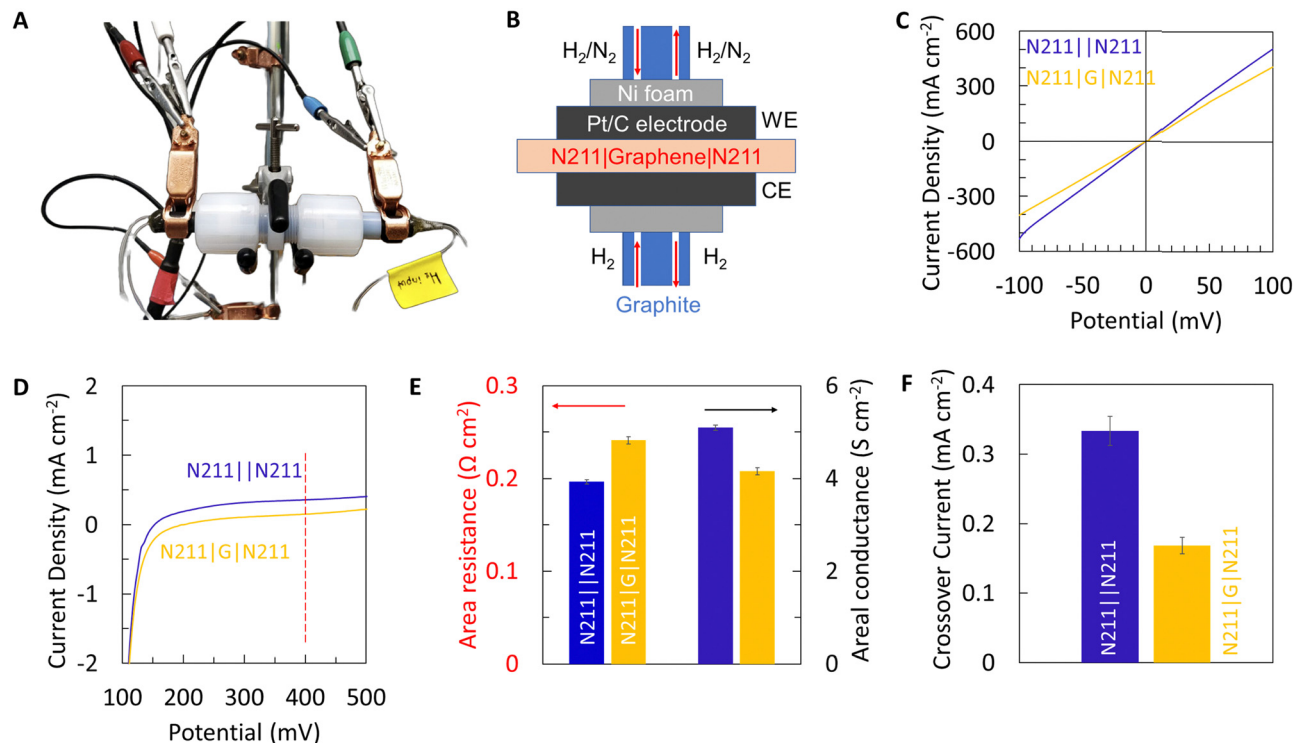 A
H₂ input
B
H₂/N₂ H₂/N₂
Ni foam
Pt/C electrode WE
N211|Graphene|N211
CE
H₂ H₂
Graphite
C
Current Density (mA cm⁻²)
600
300
0
-300
-600
N211||N211
N211|G|N211
-100 -50 0 50 100
Potential (mV)
D
Current Density (mA cm⁻²)
2
1
0
-1
-2
N211||N211
N211|G|N211
100 200 300 400 500
Potential (mV)
E
Area resistance (Ω cm²)
0.3
0.2
0.1
0
N211||N211
N211|G|N211
6
4
2
0
Areal conductance (S cm⁻²)
F
Crossover Current (mA cm⁻²)
0.4
0.3
0.2
0.1
0
N211||N211
N211|G|N211